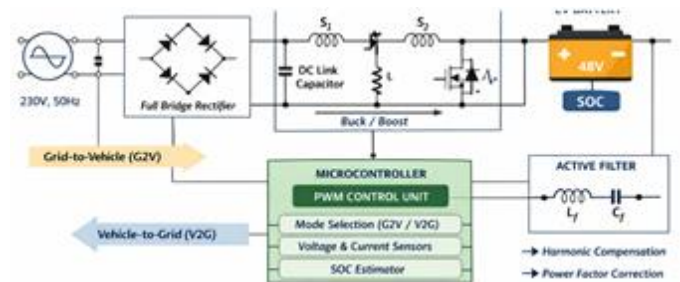 S1
S2
DC Link
Capacitor
L
230V, 50Hz
Full Bridge Rectifier
Buck / Boost
48V
SOC
Grid-to-Vehicle (G2V)
MICROCONTROLLER
PWM CONTROL UNIT
Mode Selection (G2V / V2G)
Voltage & Current Sensors
SOC Estimator
Vehicle-to-Grid (V2G)
ACTIVE FILTER
Lf
Cf
Harmonic Compensation
Power Factor Correction